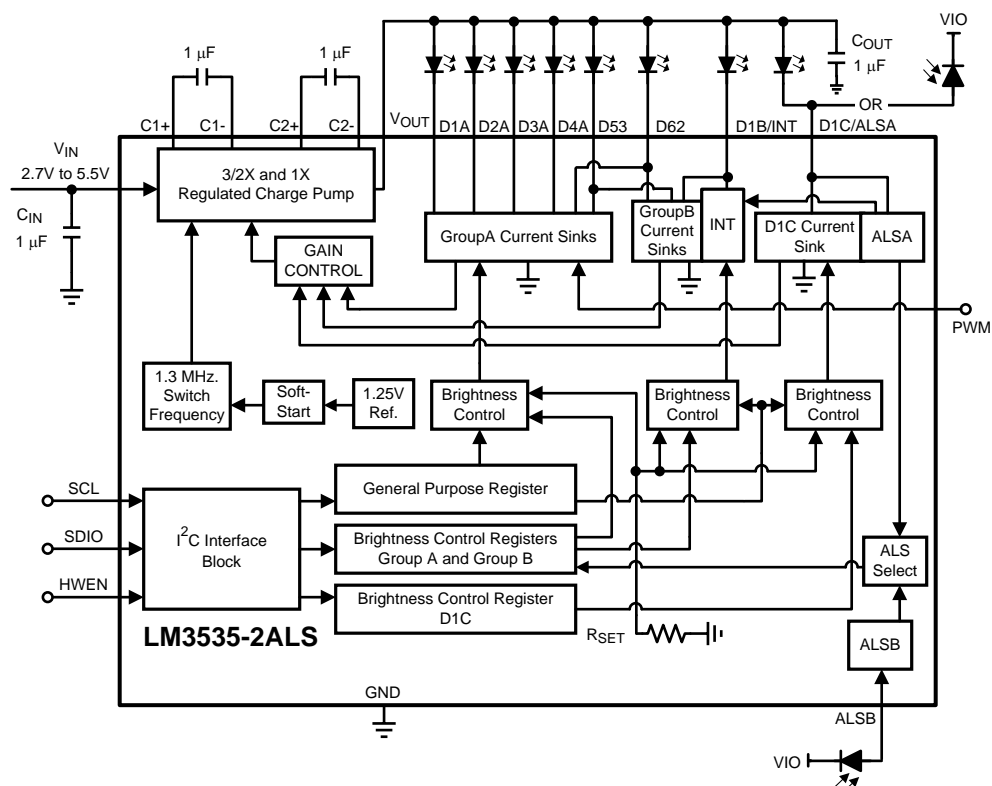 VIO
1 μF
1 μF
COUT
1 μF
OR
C1+
C1-
C2+
C2-
VOUT
D1A
D2A
D3A
D4A
D53
D62
D1B/INT
D1C/ALSA
VIN
2.7V to 5.5V
3/2X and 1X
Regulated Charge Pump
CIN
1 μF
GAIN
CONTROL
GroupA Current Sinks
GroupB
Current
Sinks
INT
D1C Current
Sink
ALSA
PWM
1.3 MHz.
Switch
Frequency
Soft-
Start
1.25V
Ref.
Brightness
Control
Brightness
Control
Brightness
Control
SCL
SDIO
HWEN
I2C Interface
Block
General Purpose Register
Brightness Control Registers
Group A and Group B
Brightness Control Register
D1C
ALS
Select
LM3535-2ALS
RSET
ALSB
GND
ALSB
VIO